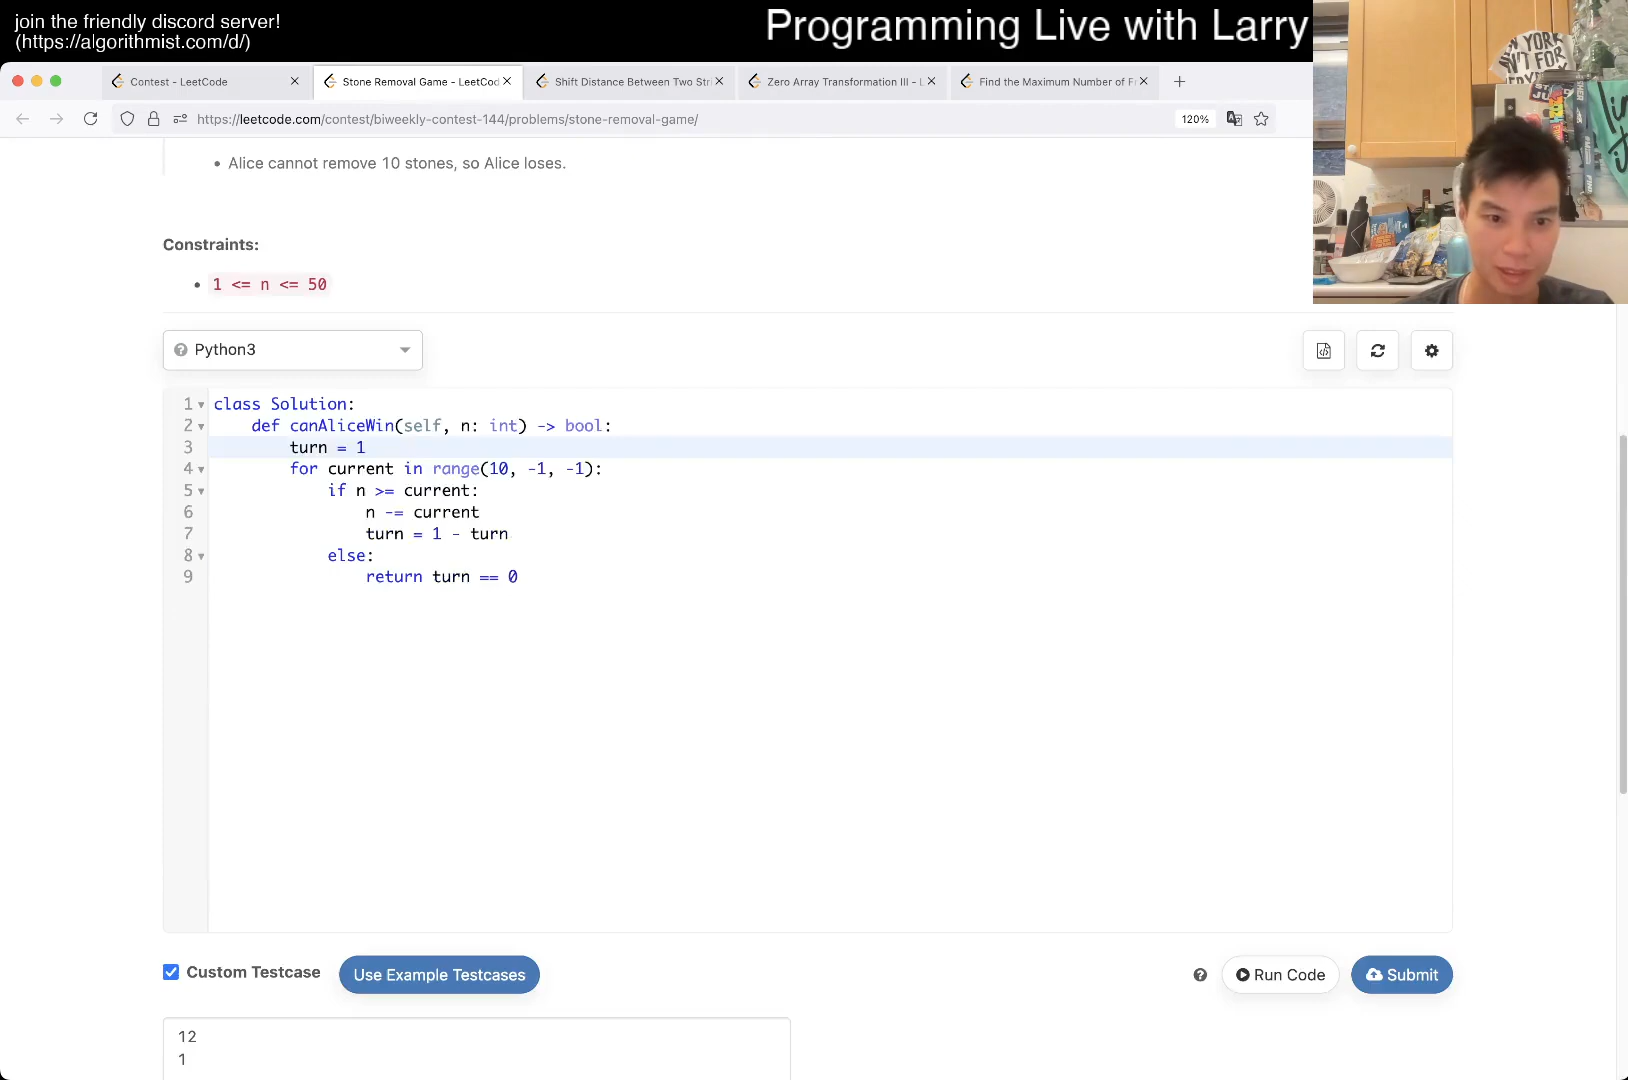 join the friendly discord server!
(https://algorithmist.com/d/)
Programming Live with Larry
Contest - LeetCode
Stone Removal Game - LeetCod
Shift Distance Between Two Stri
Zero Array Transformation III - L
Find the Maximum Number of F
https://leetcode.com/contest/biweekly-contest-144/problems/stone-removal-game/
120%
Alice cannot remove 10 stones, so Alice loses.
Constraints:
1 <= n <= 50
Python3
1 class Solution:
2 def canAliceWin(self, n: int) -> bool:
3 turn = 1
4 for current in range(10, -1, -1):
5 if n >= current:
6 n -= current
7 turn = 1 - turn
8 else:
9 return turn == 0
Custom Testcase
Use Example Testcases
Run Code
Submit
12
1